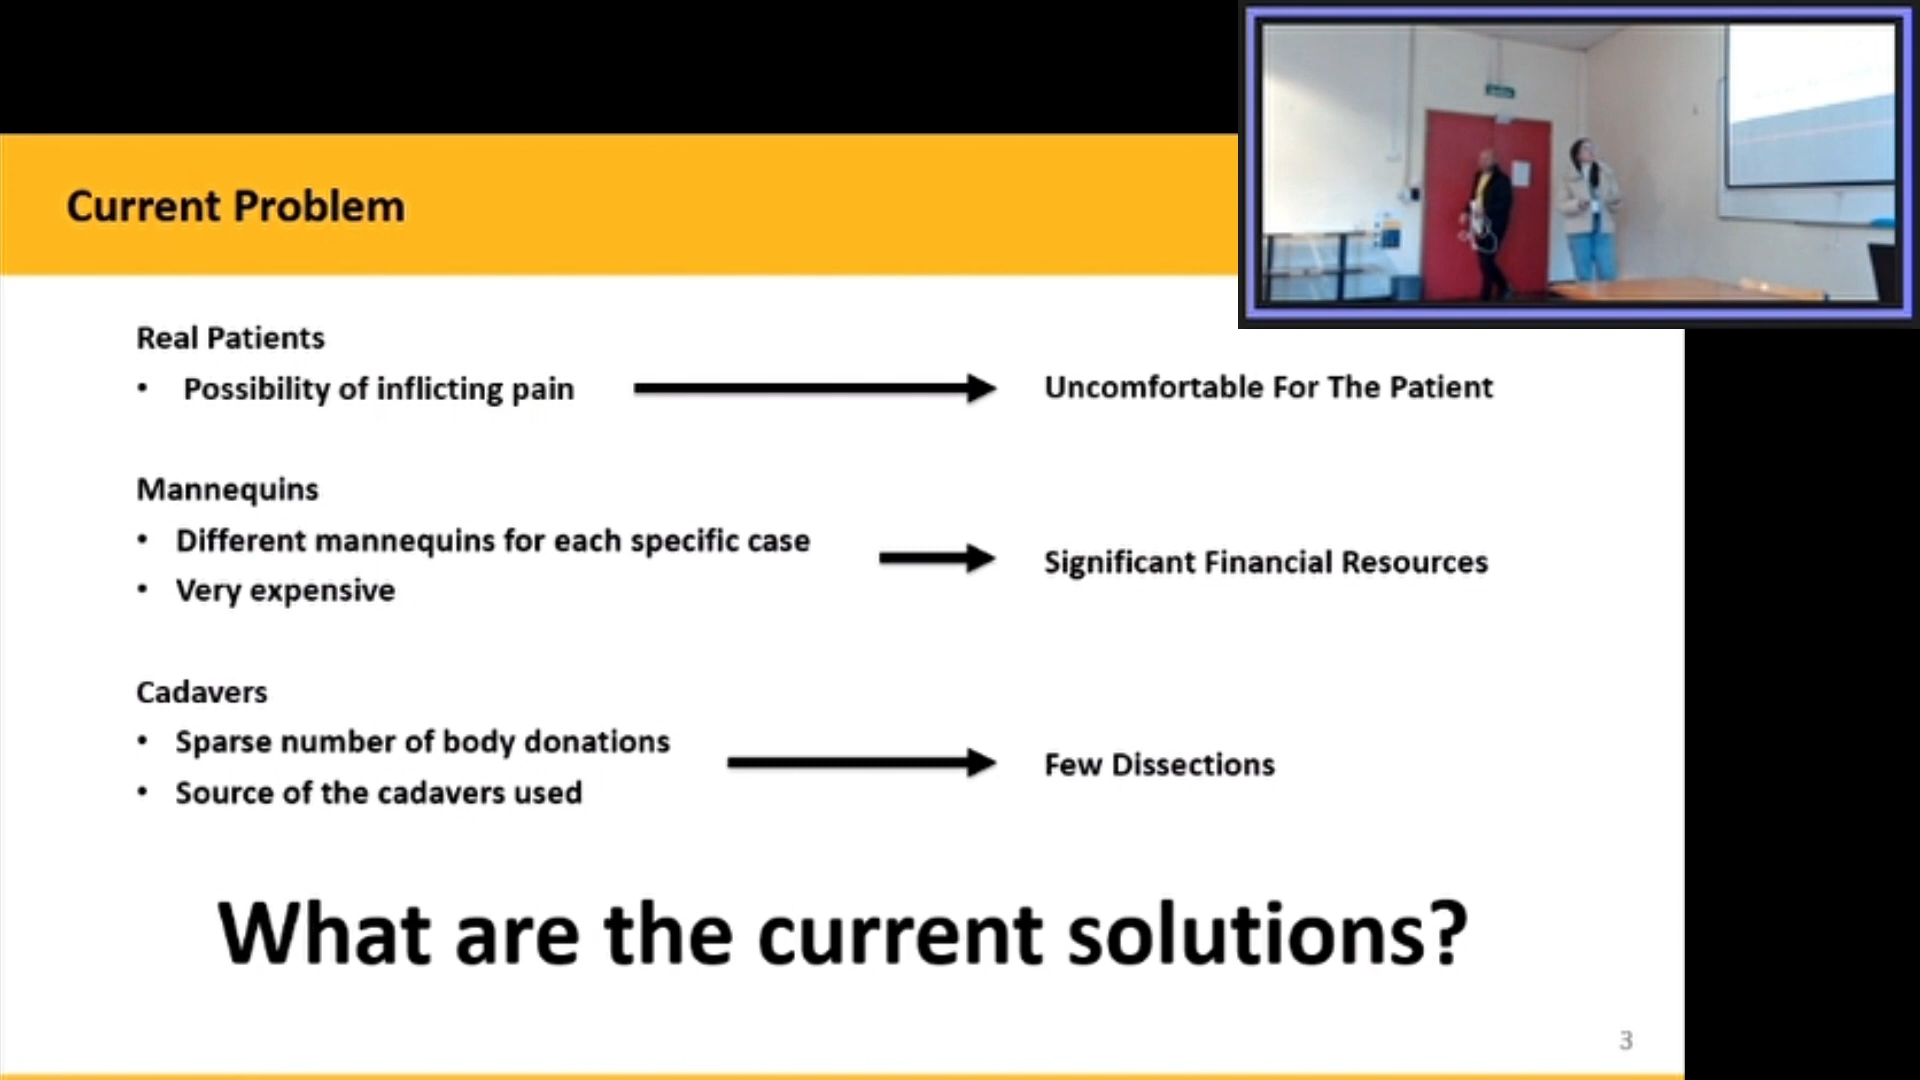 Current Problem
Real Patients
• Possibility of inflicting pain
Uncomfortable For The Patient
Mannequins
• Different mannequins for each specific case
• Very expensive
Significant Financial Resources
Cadavers
• Sparse number of body donations
• Source of the cadavers used
Few Dissections
What are the current solutions?
3